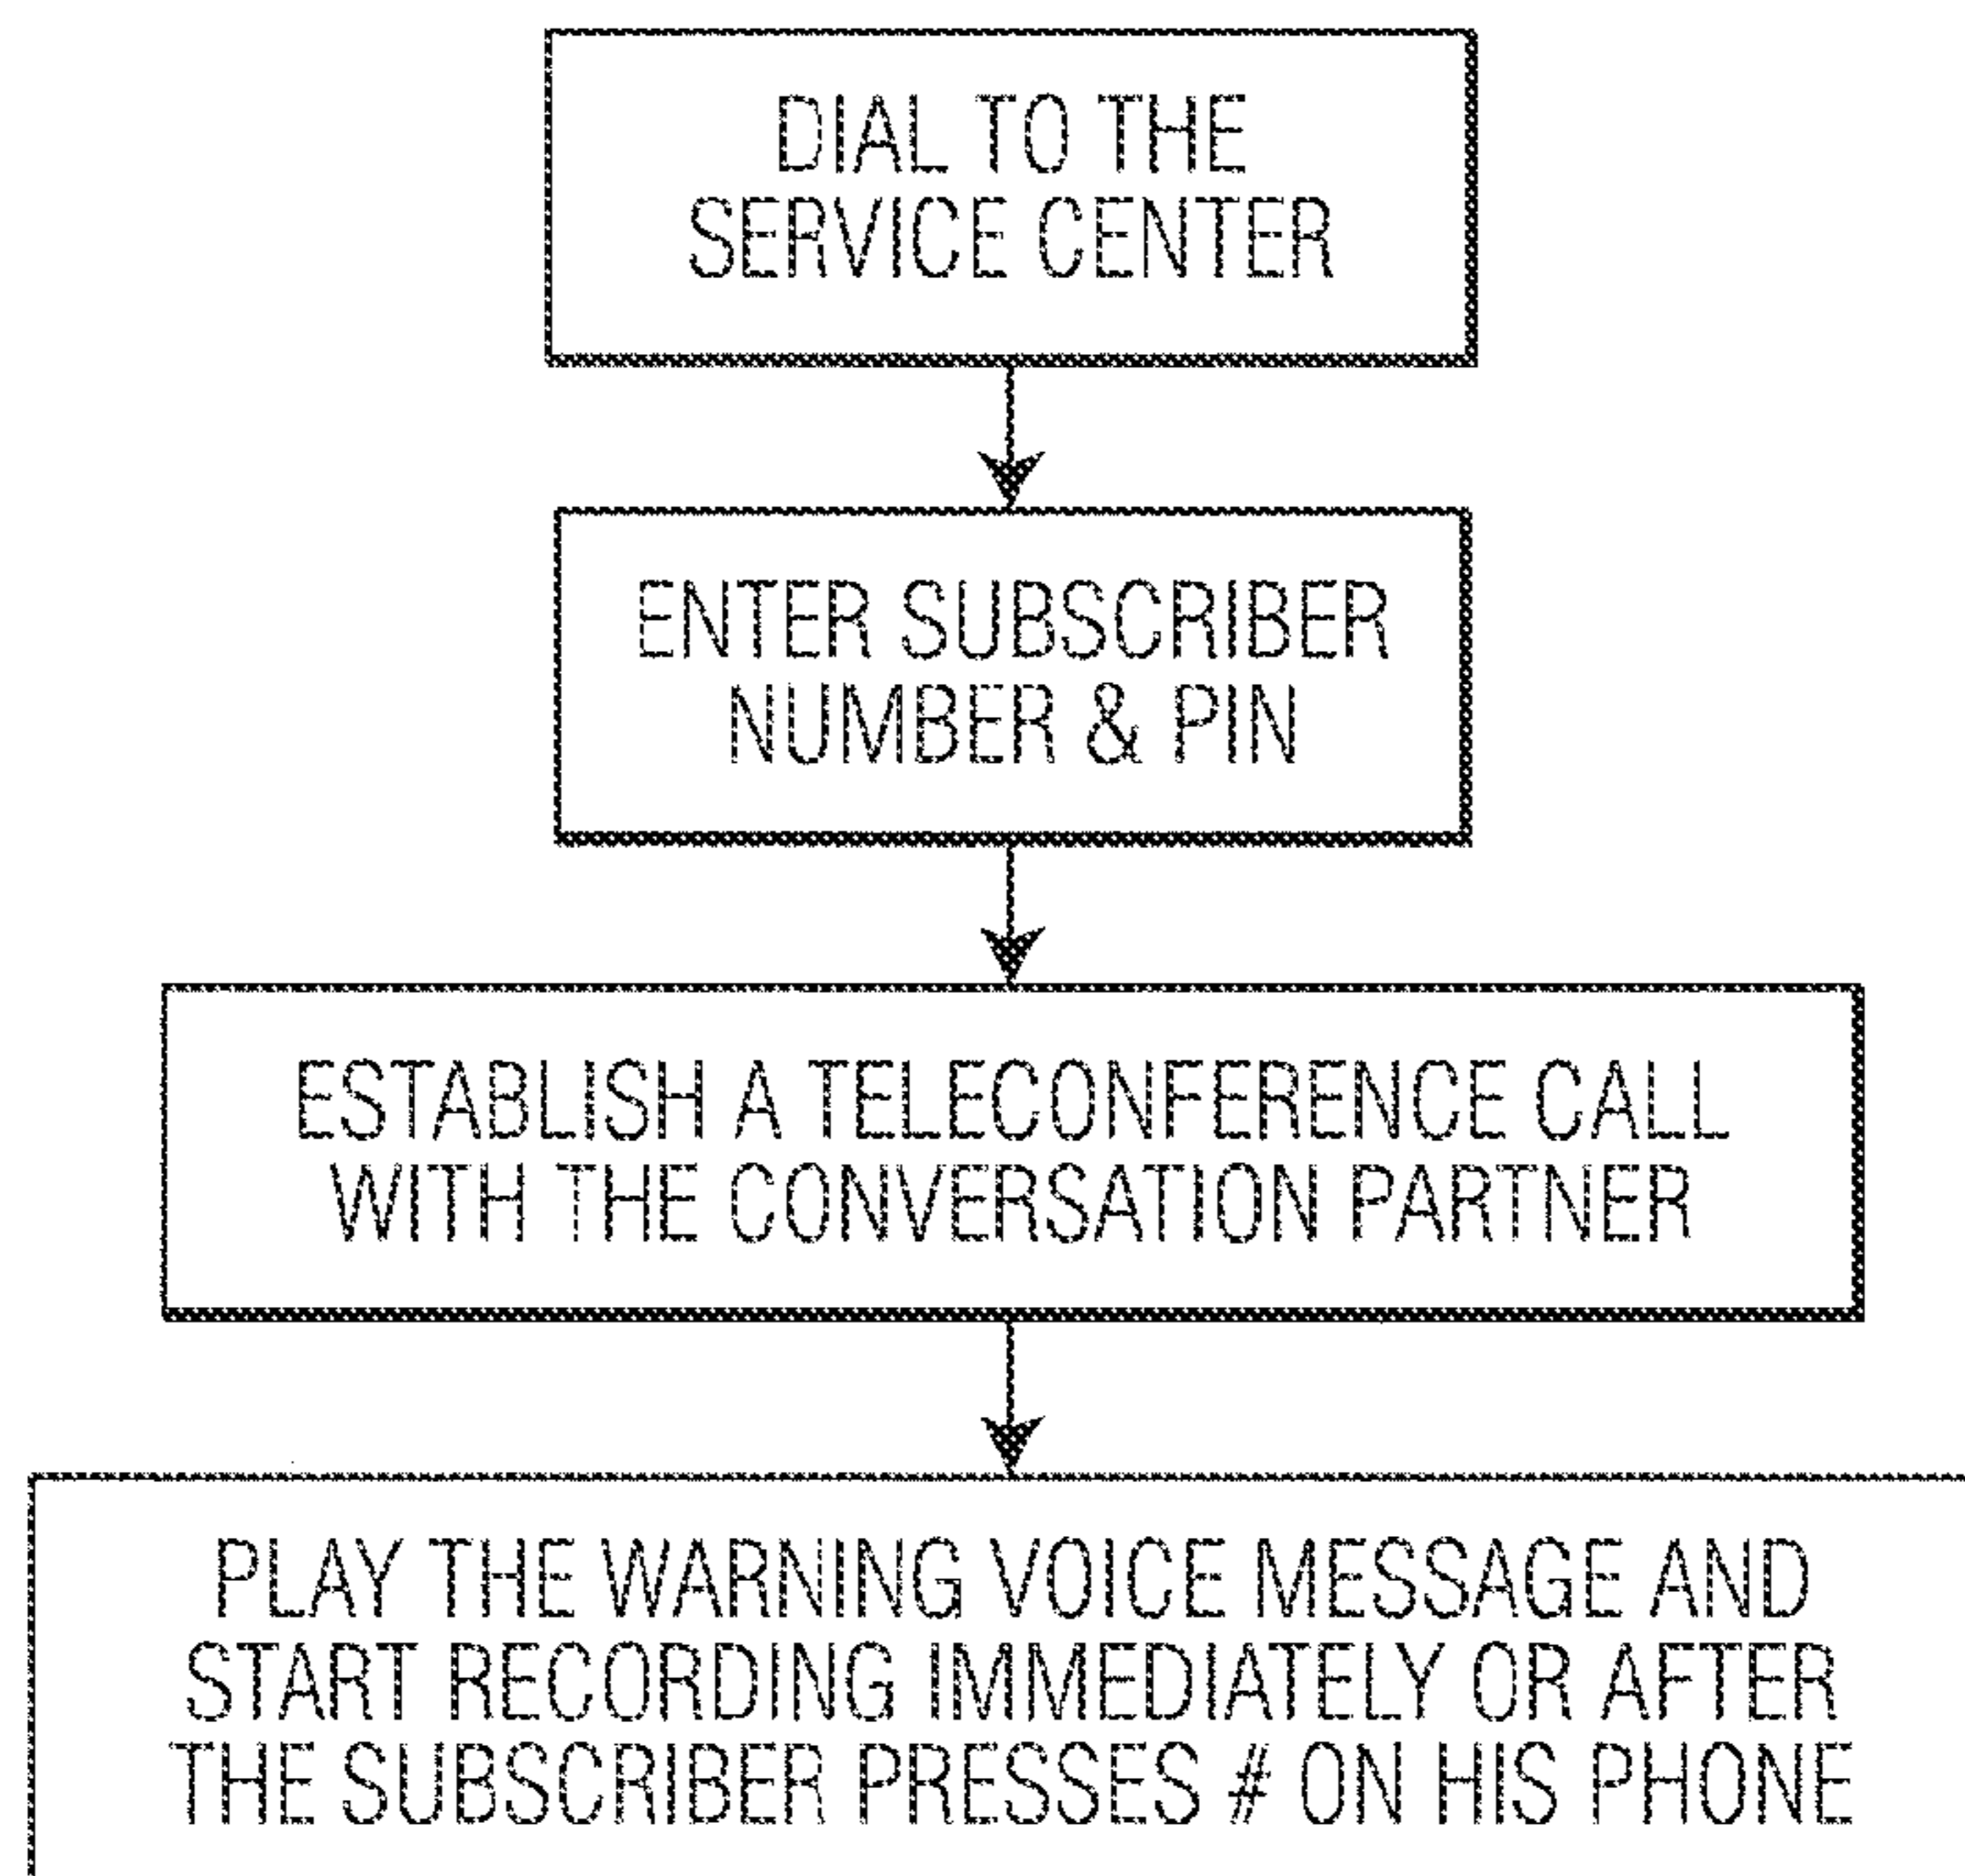 DIAL TO THE
SERVICE CENTER
ENTER SUBSCRIBER
NUMBER & PIN
ESTABLISH A TELECONFERENCE CALL
WITH THE CONVERSATION PARTNER
PLAY THE WARNING VOICE MESSAGE AND
START RECORDING IMMEDIATELY OR AFTER
THE SUBSCRIBER PRESSES # ON HIS PHONE